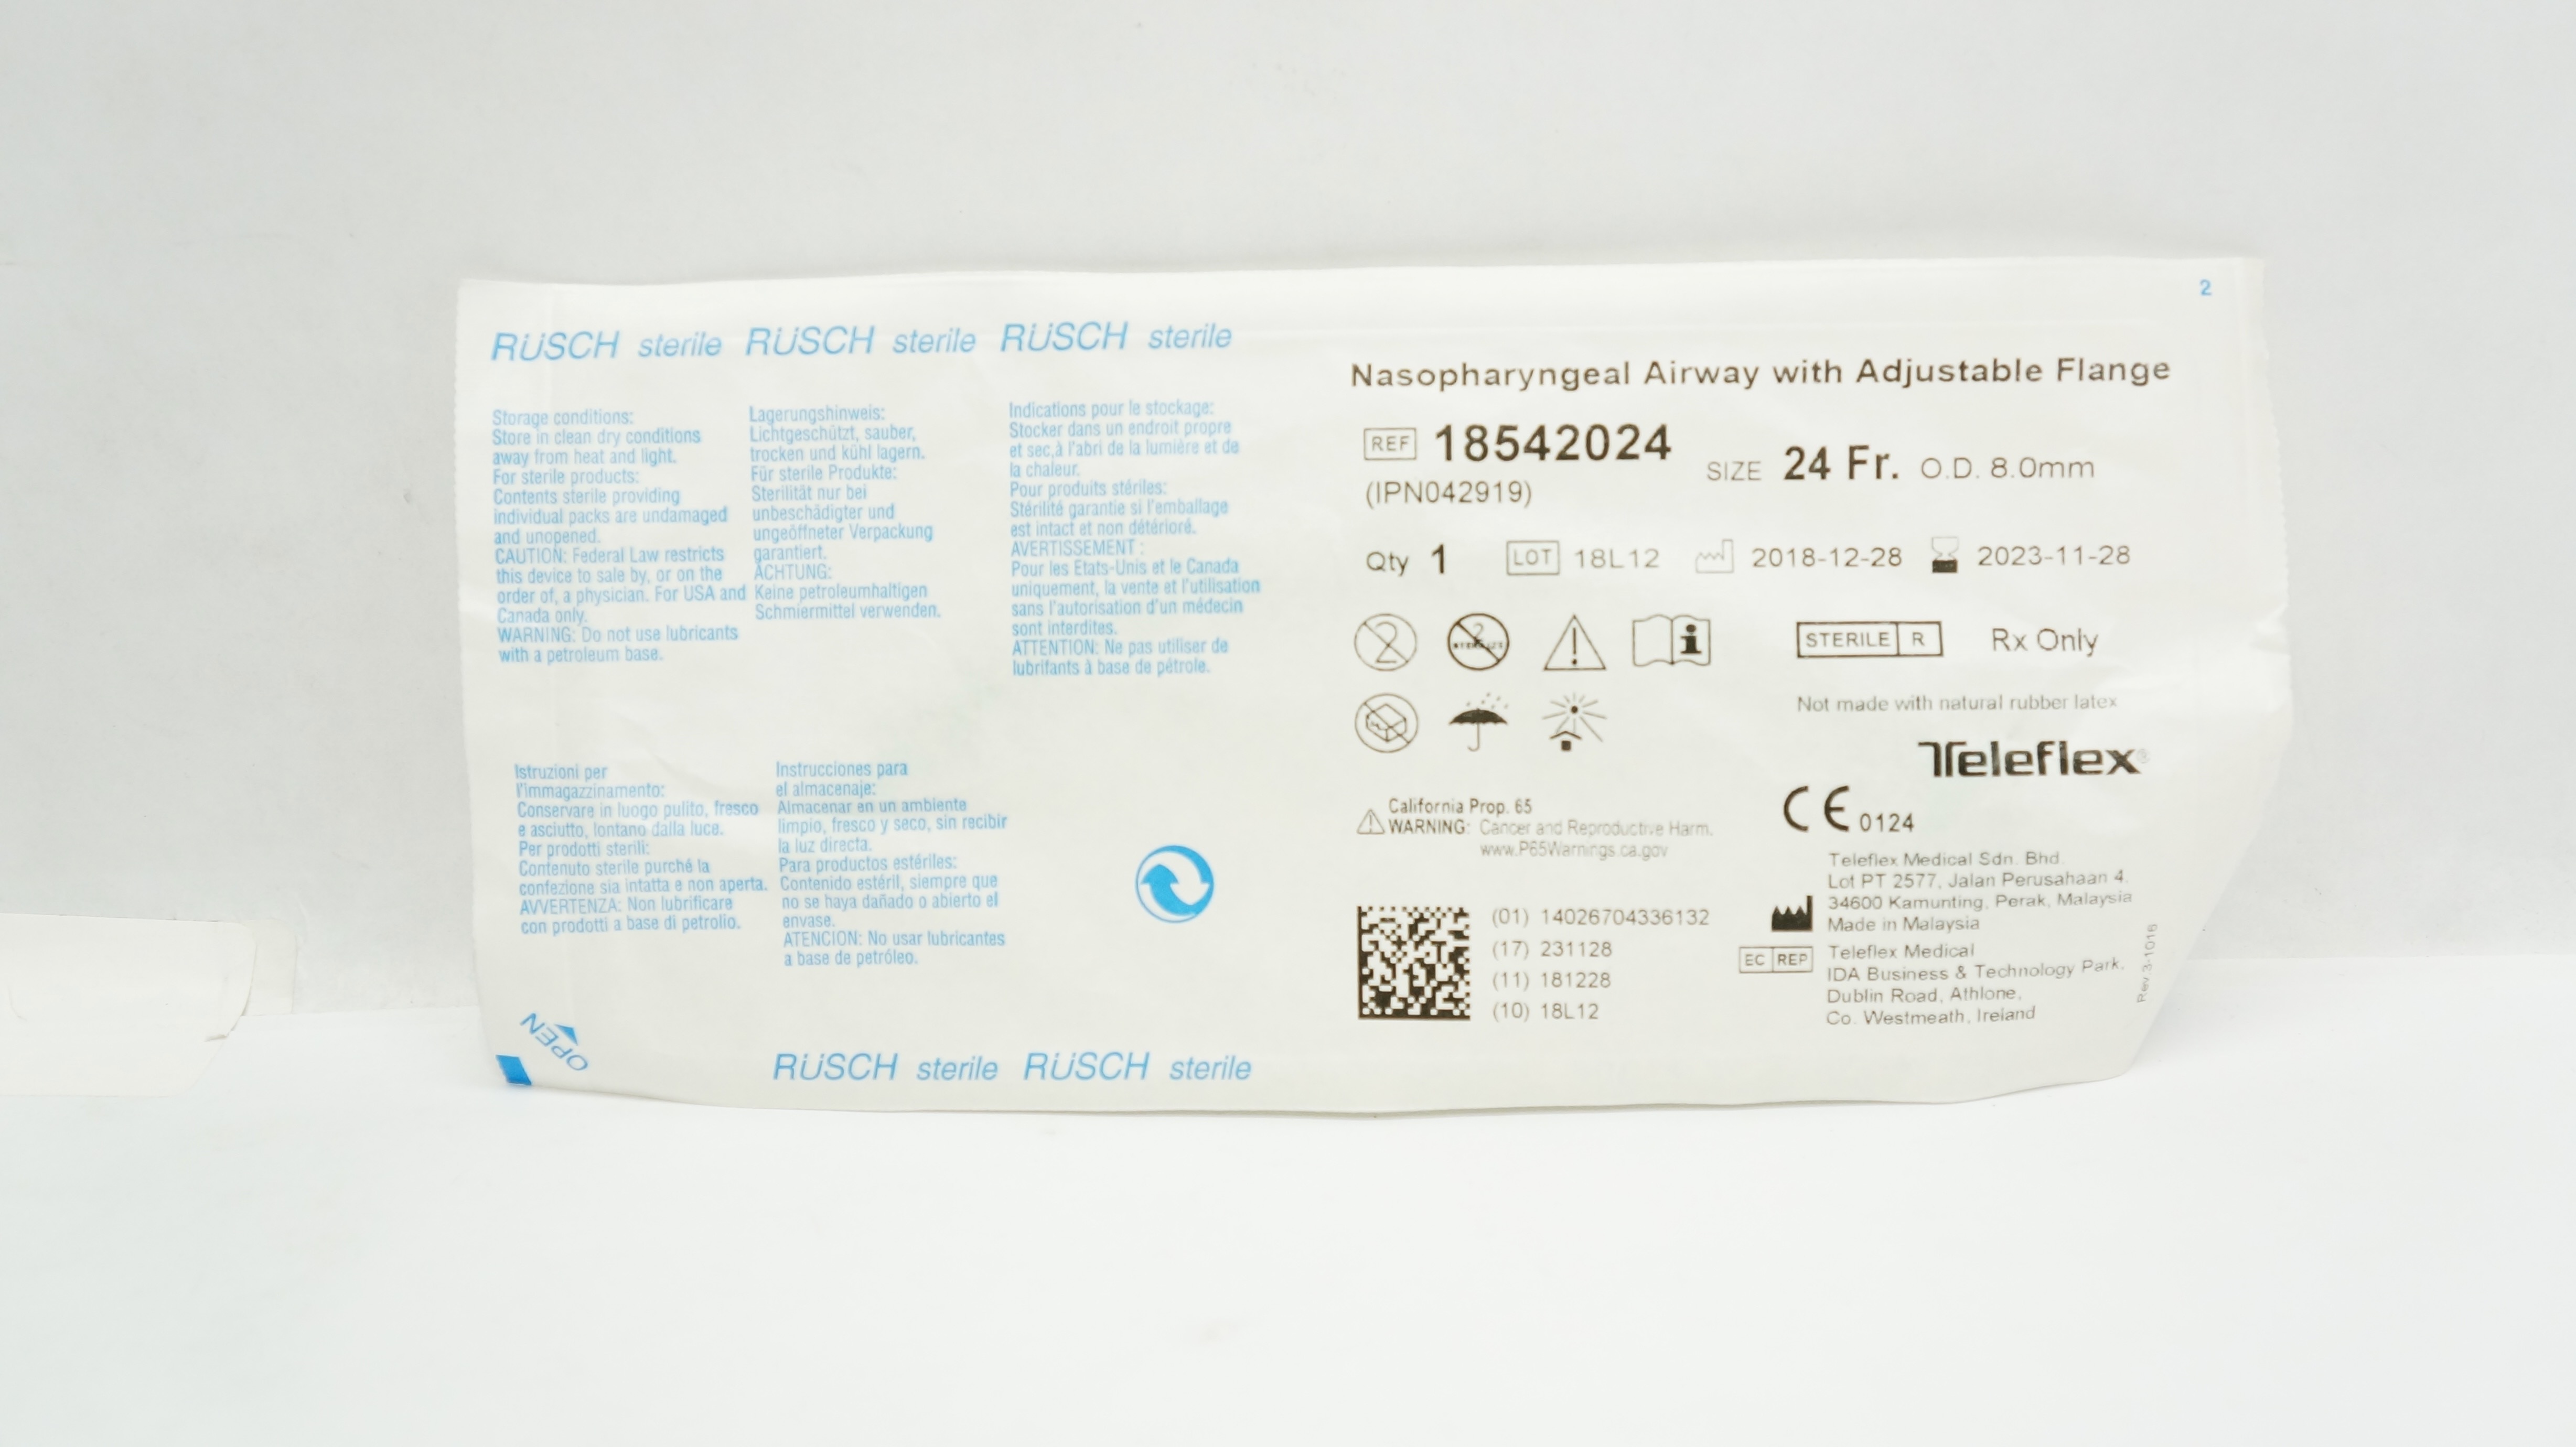 2
RÜSCH sterile RÜSCH sterile RÜSCH sterile
Storage conditions:
Store in clean dry conditions
away from heat and light.
For sterile products:
Contents sterile providing
individual packs are undamaged
and unopened.
CAUTION: Federal Law restricts
this device to sale by, or on the
order of, a physician. For USA and
Canada only.
WARNING: Do not use lubricants
with a petroleum base.
Lagerungshinweis:
Lichtgeschützt, sauber,
trocken und kühl lagern.
Für sterile Produkte:
Sterilität nur bei
unbeschädigter und
ungeöffneter Verpackung
garantiert.
ACHTUNG:
Keine petroleumhaltigen
Schmiermittel verwenden.
Indications pour le stockage:
Stocker dans un endroit propre
et sec,à l'abri de la lumière et de
la chaleur.
Pour produits stériles:
Stérilité garantie si l'emballage
est intact et non détérioré.
AVERTISSEMENT :
Pour les Etats-Unis et le Canada
uniquement, la vente et l'utilisation
sans l'autorisation d'un médecin
sont interdites.
ATTENTION: Ne pas utiliser de
lubrifants à base de pétrole.
Istruzioni per
l'immagazzinamento:
Conservare in luogo pulito, fresco
e asciutto, lontano dalla luce.
Per prodotti sterili:
Contenuto sterile purché la
confezione sia intatta e non aperta.
AVVERTENZA: Non lubrificare
con prodotti a base di petrolio.
Instrucciones para
el almacenaje:
Almacenar en un ambiente
limpio, fresco y seco, sin recibir
la luz directa.
Para productos estériles:
Contenido estéril, siempre que
no se haya dañado o abierto el
envase.
ATENCION: No usar lubricantes
a base de petróleo.
OPEN
RÜSCH sterile RÜSCH sterile
Nasopharyngeal Airway with Adjustable Flange
REF 18542024
(IPN042919)
SIZE 24 Fr. O.D. 8.0mm
Qty 1 LOT 18L12 2018-12-28 2023-11-28
2 2 i
STERILE R Rx Only
Not made with natural rubber latex
Teleflex®
California Prop. 65
WARNING: Cancer and Reproductive Harm.
www.P65Warnings.ca.gov
CE 0124
(01) 14026704336132
(17) 231128
(11) 181228
(10) 18L12
Teleflex Medical Sdn. Bhd.
Lot PT 2577, Jalan Perusahaan 4.
34600 Kamunting, Perak, Malaysia
Made in Malaysia
EC REP Teleflex Medical
IDA Business & Technology Park.
Dublin Road, Athlone,
Co. Westmeath, Ireland
Rev 3-1016